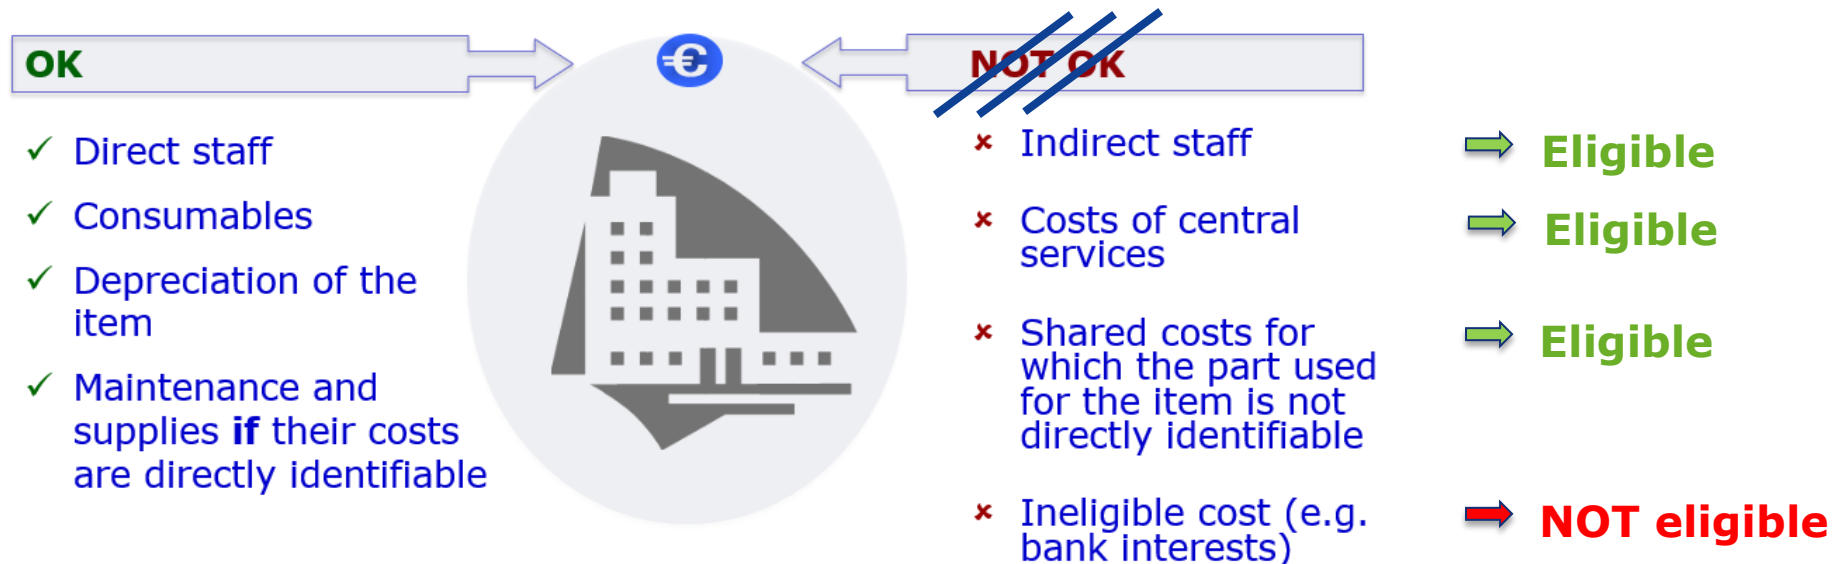 OK
NOT OK
✓ Direct staff
✓ Consumables
✓ Depreciation of the
item
✓ Maintenance and
supplies if their costs
are directly identifiable
€
× Indirect staff
Eligible
× Costs of central
services
Eligible
× Shared costs for
which the part used
for the item is not
directly identifiable
Eligible
× Ineligible cost (e.g.
bank interests)
NOT eligible